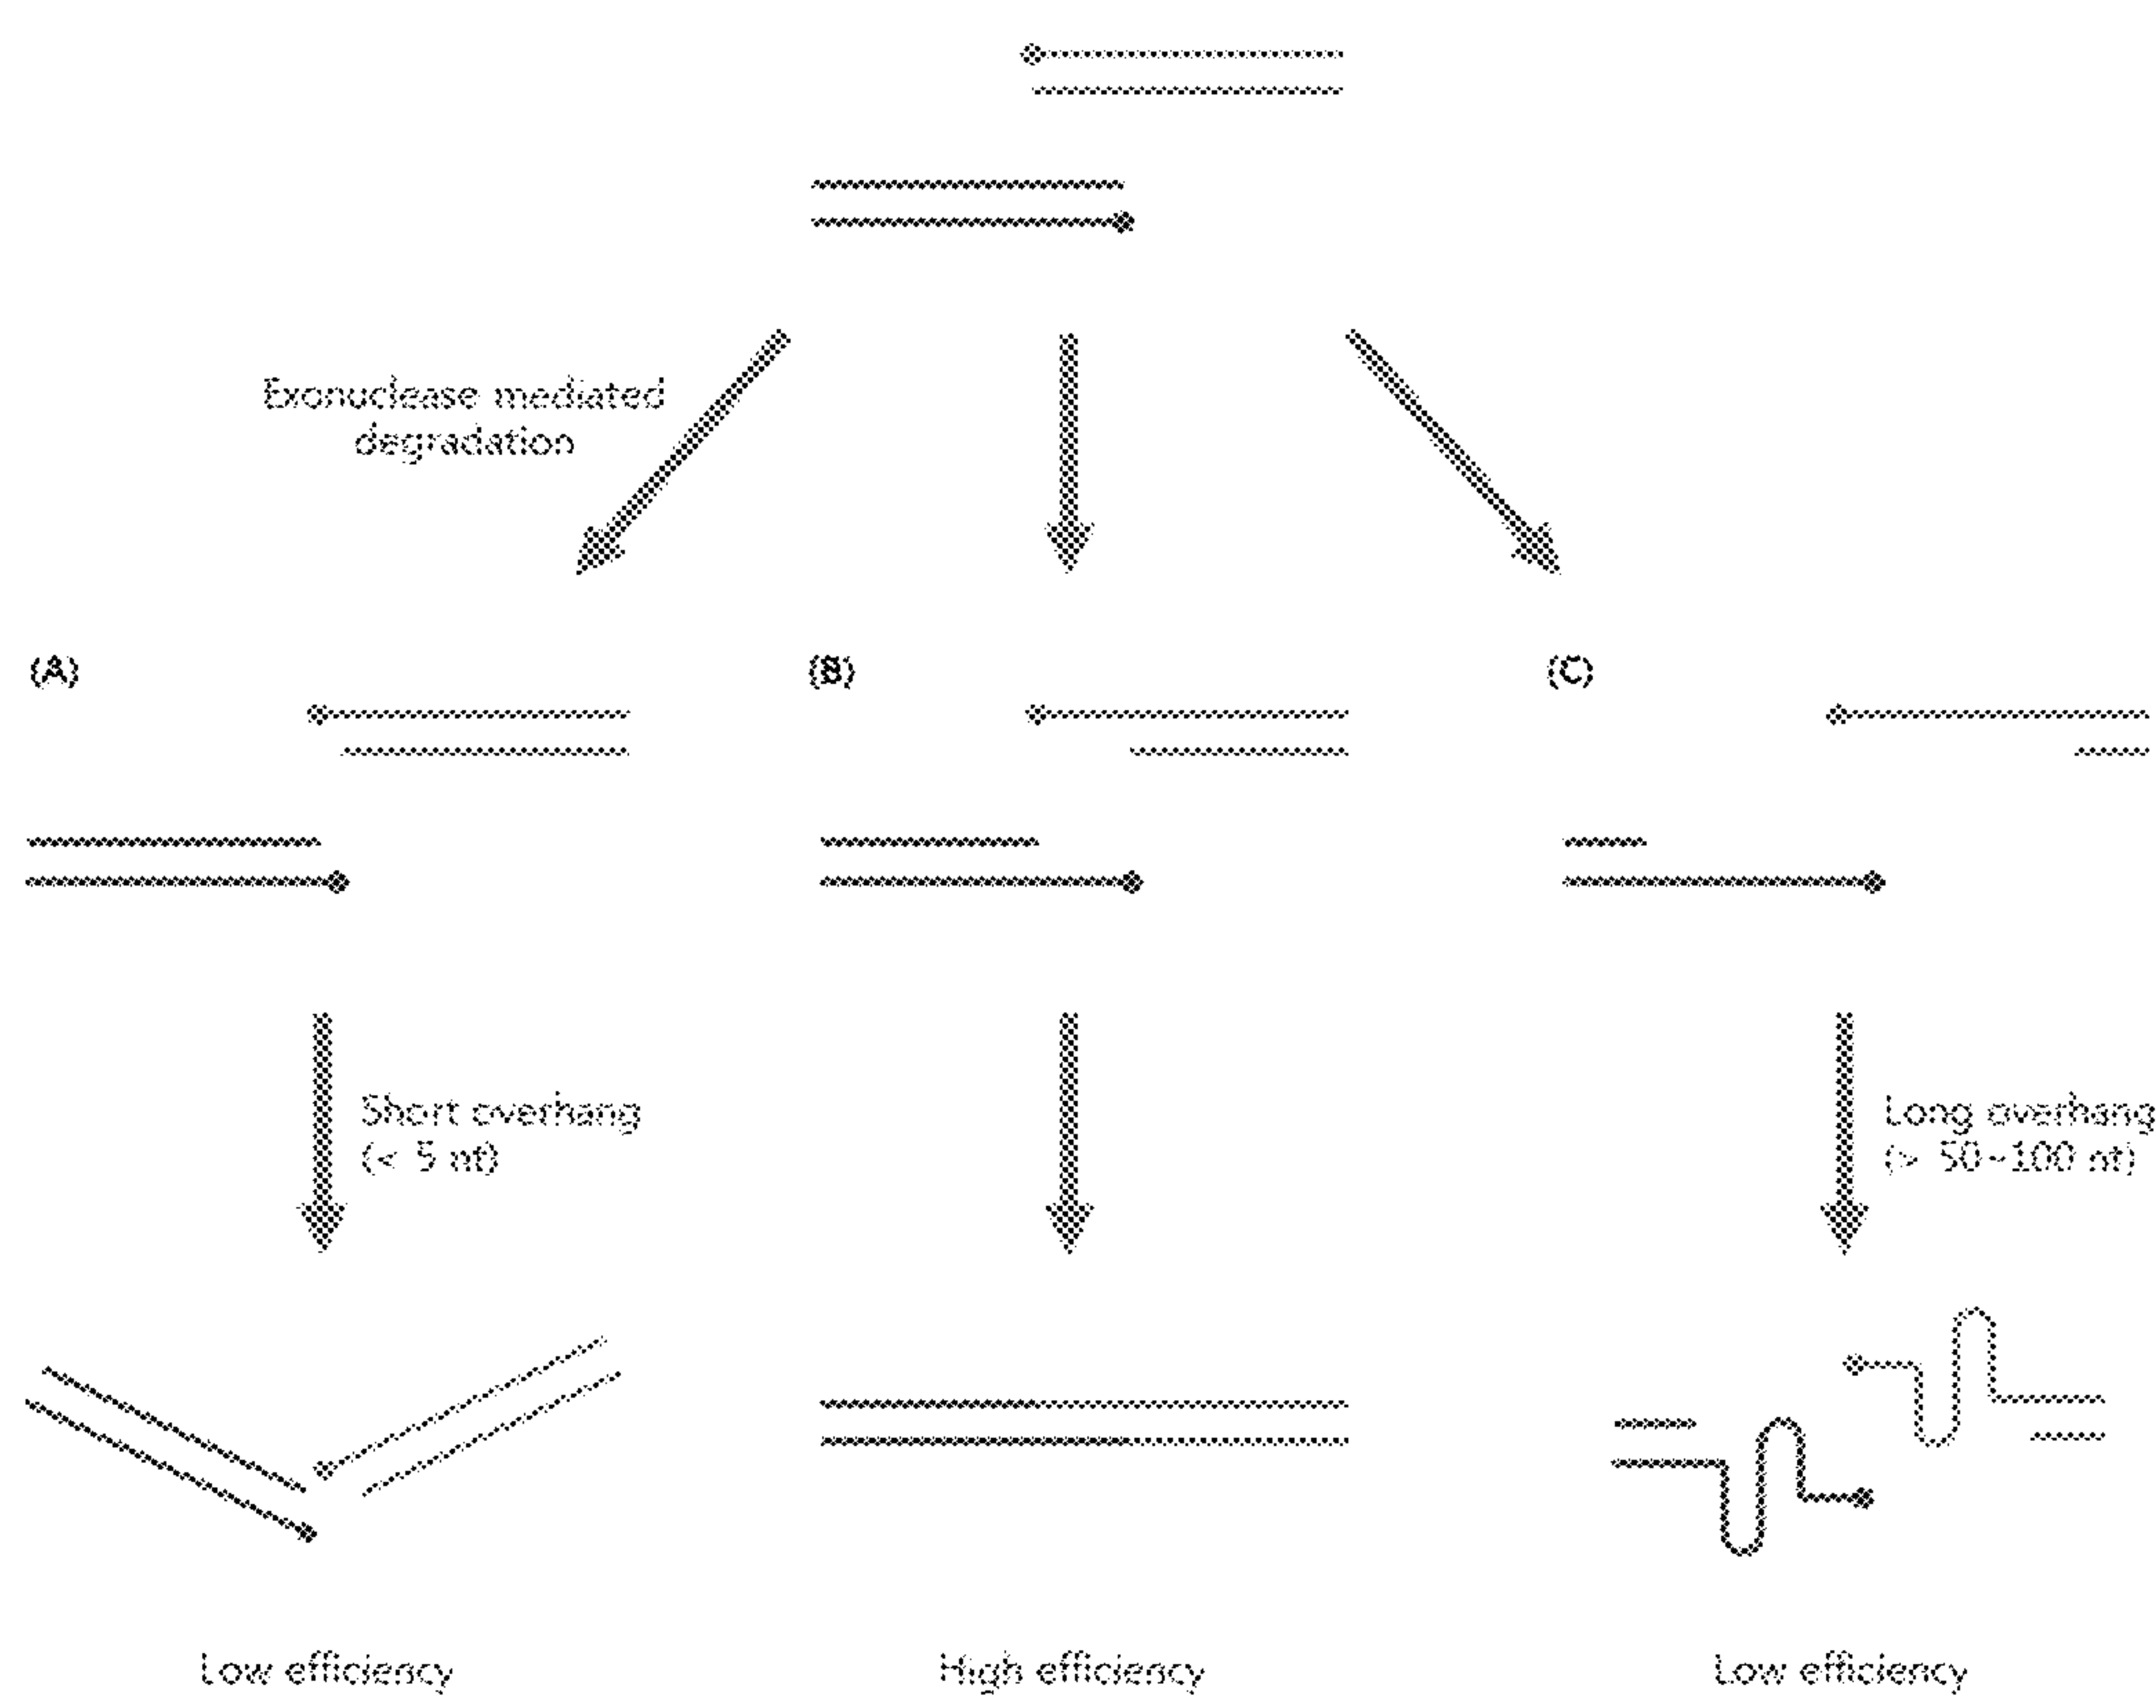 Exonuclease mediated
degradation
(A)
(B)
(C)
Short overhang
(< 5 nt)
Long overhang
(> 50~100 nt)
Low efficiency
High efficiency
Low efficiency